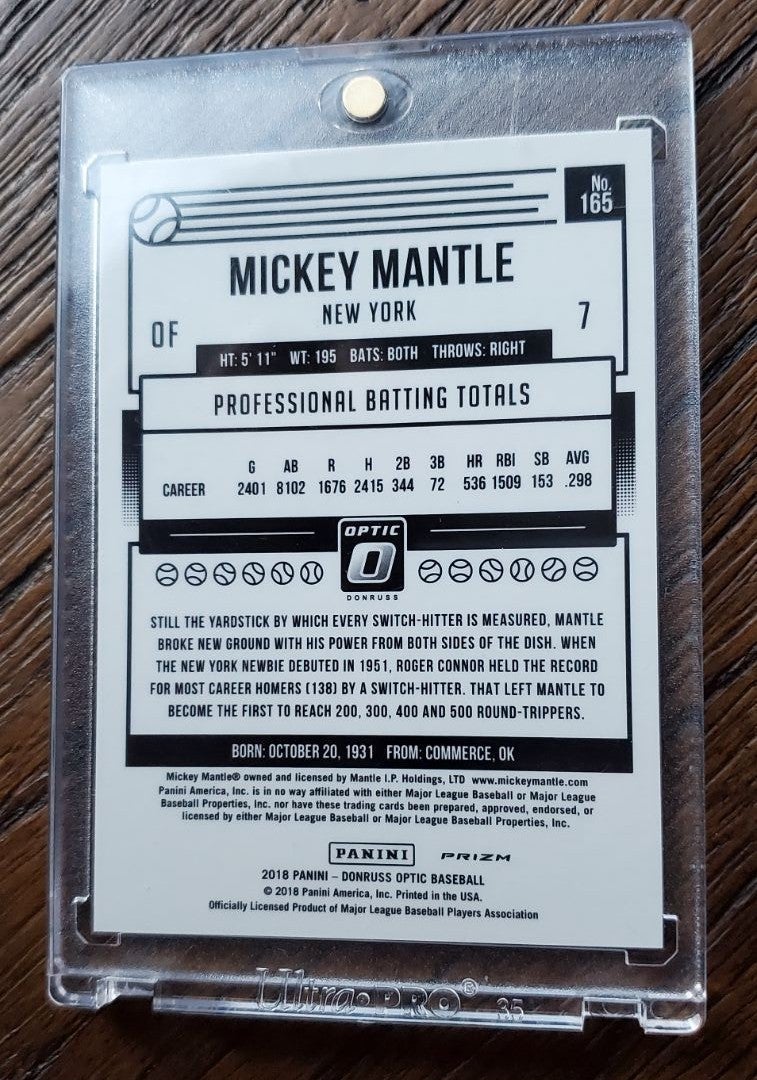 No.
165
MICKEY MANTLE
NEW YORK
OF
7
HT: 5' 11" WT: 195 BATS: BOTH THROWS: RIGHT
PROFESSIONAL BATTING TOTALS
G AB R H 2B 3B HR RBI SB AVG
CAREER 2401 8102 1676 2415 344 72 536 1509 153 .298
OPTIC
O
DONRUSS
STILL THE YARDSTICK BY WHICH EVERY SWITCH-HITTER IS MEASURED, MANTLE
BROKE NEW GROUND WITH HIS POWER FROM BOTH SIDES OF THE DISH. WHEN
THE NEW YORK NEWBIE DEBUTED IN 1951, ROGER CONNOR HELD THE RECORD
FOR MOST CAREER HOMERS (138) BY A SWITCH-HITTER. THAT LEFT MANTLE TO
BECOME THE FIRST TO REACH 200, 300, 400 AND 500 ROUND-TRIPPERS.
BORN: OCTOBER 20, 1931 FROM: COMMERCE, OK
Mickey Mantle® owned and licensed by Mantle I.P. Holdings, LTD www.mickeymantle.com
Panini America, Inc. is in no way affiliated with either Major League Baseball or Major League
Baseball Properties, Inc. nor have these trading cards been prepared, approved, endorsed, or
licensed by either Major League Baseball or Major League Baseball Properties, Inc.
PANINI PRIZM
2018 PANINI – DONRUSS OPTIC BASEBALL
© 2018 Panini America, Inc. Printed in the USA.
Officially Licensed Product of Major League Baseball Players Association
Ultra•PRO® 35